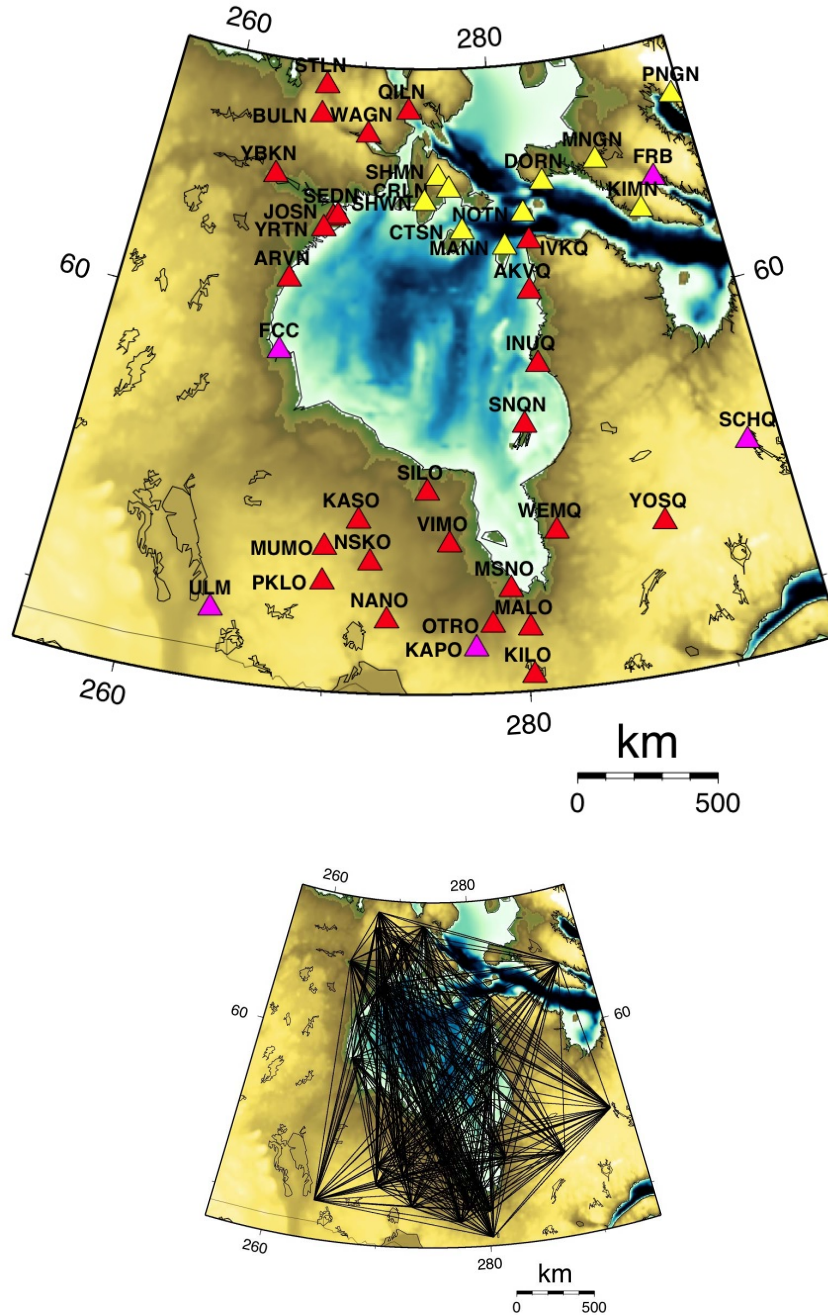 260
280
STLN
PNGN
QILN
BULN WAGN
MNGN
FRB
YBKN
SHMN
DORN
CRLN
KIMN
SEDN
SHWN
JOSN
NOTN
YRTN
CTSN
MANN
IVKQ
ARVN
60
60
AKVQ
FCC
INUQ
SNQN
SCHQ
SILO
KASO
WEMQ
YOSQ
VIMO
MUMO
NSKO
MSNO
PKLO
ULM
NANO
MALO
OTRO
KAPO
KILO
260
280
km
0 500
260
280
60
60
260
280
km
0 500